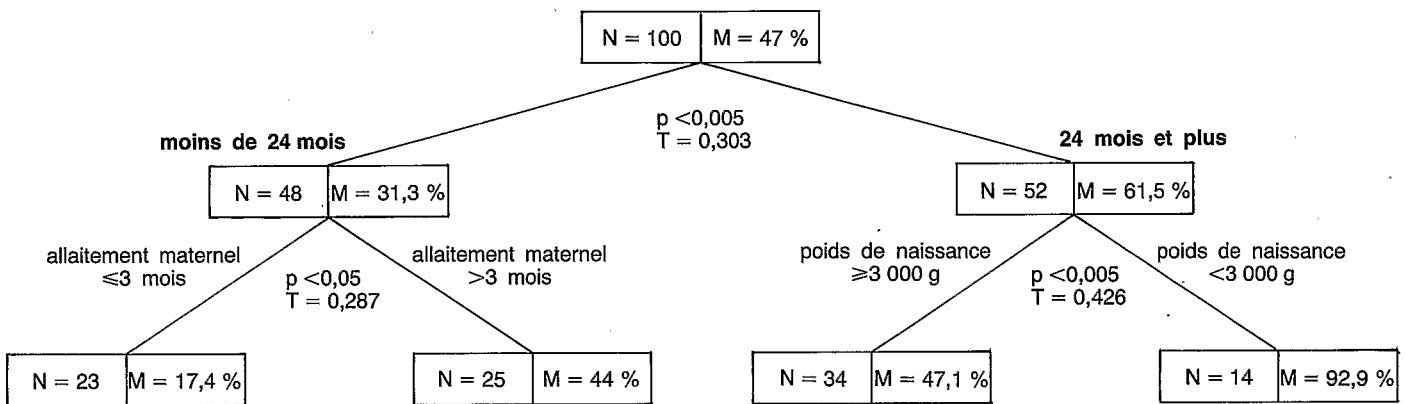 N = 100 M = 47 %
p <0,005
T = 0,303
moins de 24 mois
24 mois et plus
N = 48 M = 31,3 %
N = 52 M = 61,5 %
allaitement maternel
≤3 mois
p <0,05
T = 0,287
allaitement maternel
>3 mois
poids de naissance
≥3 000 g
p <0,005
T = 0,426
poids de naissance
<3 000 g
N = 23 M = 17,4 %
N = 25 M = 44 %
N = 34 M = 47,1 %
N = 14 M = 92,9 %